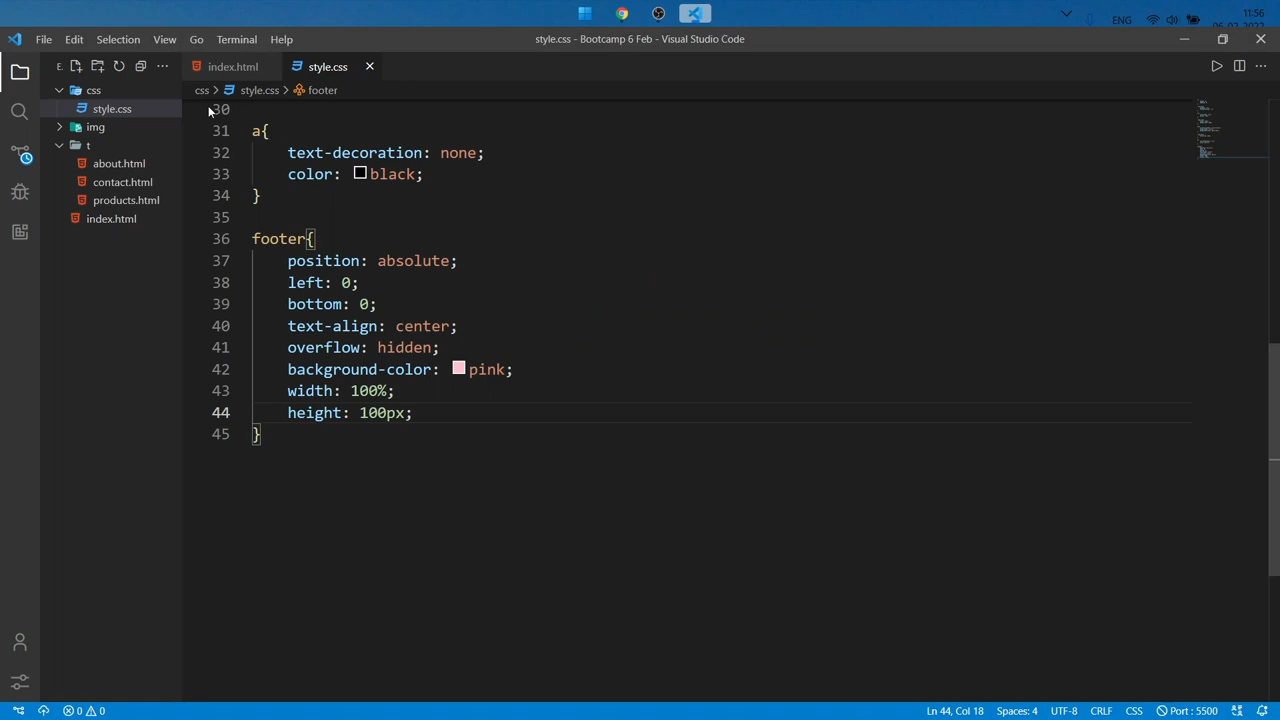 ENG
11:56
06-02-2022
File Edit Selection View Go Terminal Help
style.css - Bootcamp 6 Feb - Visual Studio Code
E.
index.html
style.css
css > style.css > footer
css
style.css
img
t
about.html
contact.html
products.html
index.html
30
31 a{
32 text-decoration: none;
33 color: black;
34 }
35
36 footer{
37 position: absolute;
38 left: 0;
39 bottom: 0;
40 text-align: center;
41 overflow: hidden;
42 background-color: pink;
43 width: 100%;
44 height: 100px;
45 }
0 0 Ln 44, Col 18 Spaces: 4 UTF-8 CRLF CSS Port : 5500